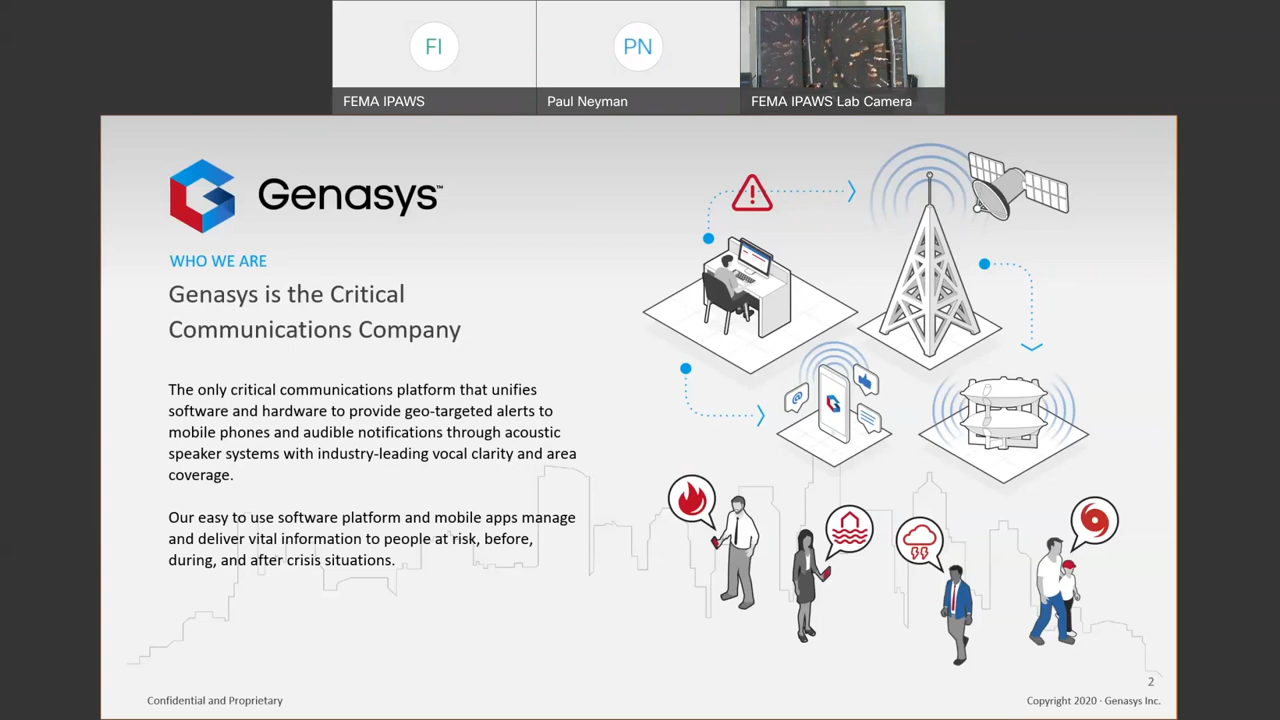 FI
PN
FEMA IPAWS
Paul Neyman
FEMA IPAWS Lab Camera
Genasys™
WHO WE ARE
Genasys is the Critical
Communications Company
The only critical communications platform that unifies
software and hardware to provide geo-targeted alerts to
mobile phones and audible notifications through acoustic
speaker systems with industry-leading vocal clarity and area
coverage.
Our easy to use software platform and mobile apps manage
and deliver vital information to people at risk, before,
during, and after crisis situations.
!
@
2
Confidential and Proprietary
Copyright 2020 · Genasys Inc.